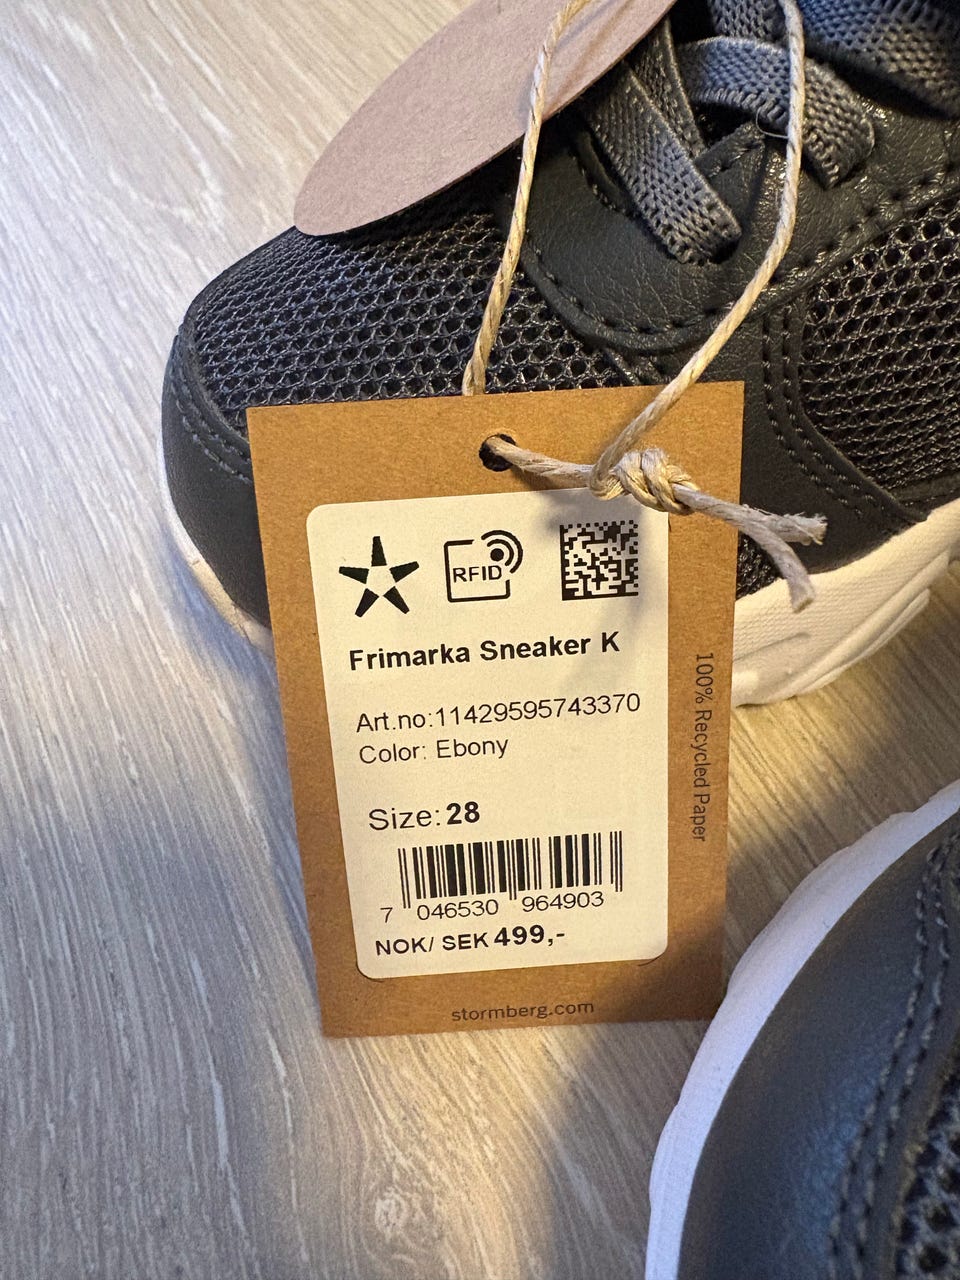 RFID
Frimarka Sneaker K
Art.no:11429595743370
Color: Ebony
Size: 28
7 046530 964903
NOK/ SEK 499,-
stormberg.com
100% Recycled Paper